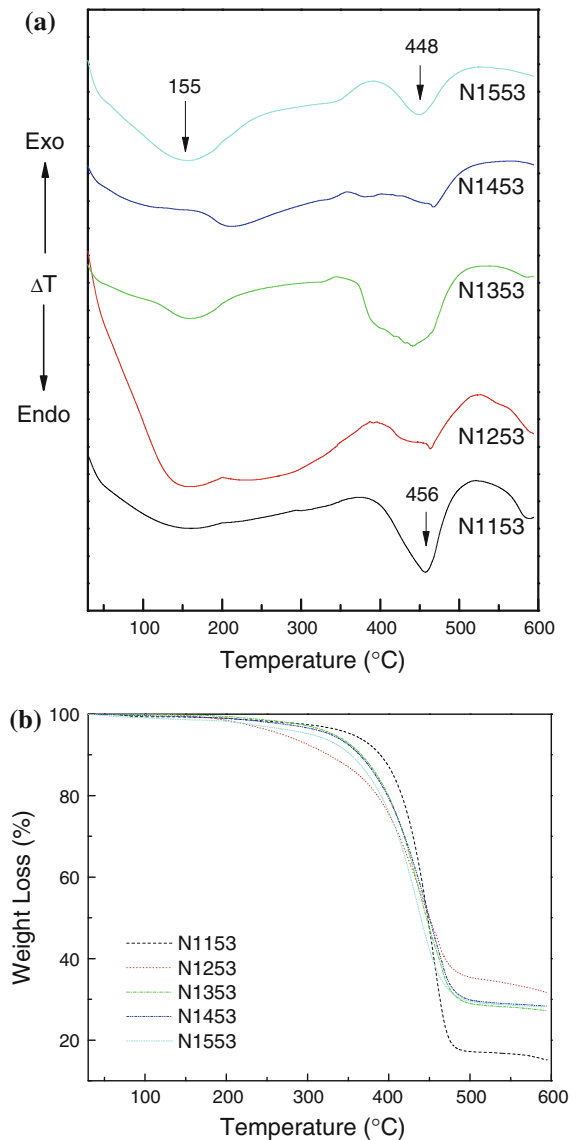 (a)
448
155
N1553
Exo
N1453
ΔT
N1353
Endo
N1253
456
N1153
100 200 300 400 500 600
Temperature (°C)
(b)
100
80
60
40
20
Weight Loss (%)
N1153
N1253
N1353
N1453
N1553
100 200 300 400 500 600
Temperature (°C)